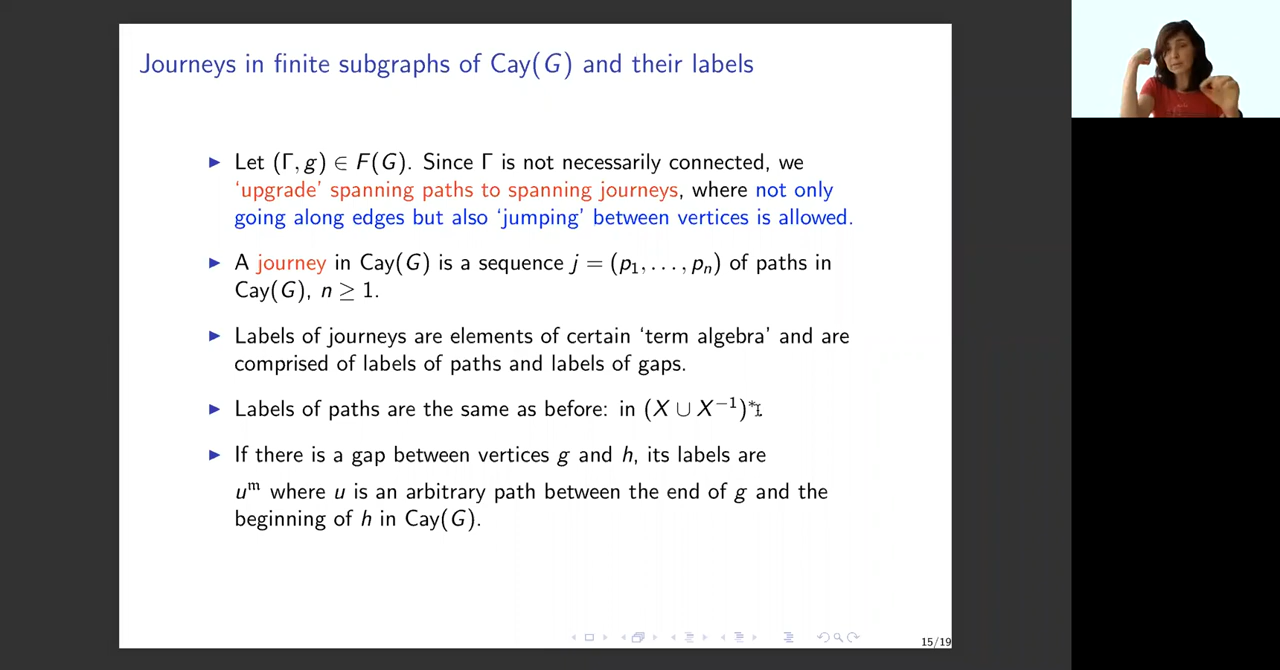 Journeys in finite subgraphs of Cay(G) and their labels
▶ Let (Γ, g) ∈ F(G). Since Γ is not necessarily connected, we
‘upgrade’ spanning paths to spanning journeys, where not only
going along edges but also ‘jumping’ between vertices is allowed.
▶ A journey in Cay(G) is a sequence j = (p₁, . . . , pₙ) of paths in
Cay(G), n ≥ 1.
▶ Labels of journeys are elements of certain ‘term algebra’ and are
comprised of labels of paths and labels of gaps.
▶ Labels of paths are the same as before: in (X ∪ X⁻¹)*
▶ If there is a gap between vertices g and h, its labels are
uᵐ where u is an arbitrary path between the end of g and the
beginning of h in Cay(G).
15/19